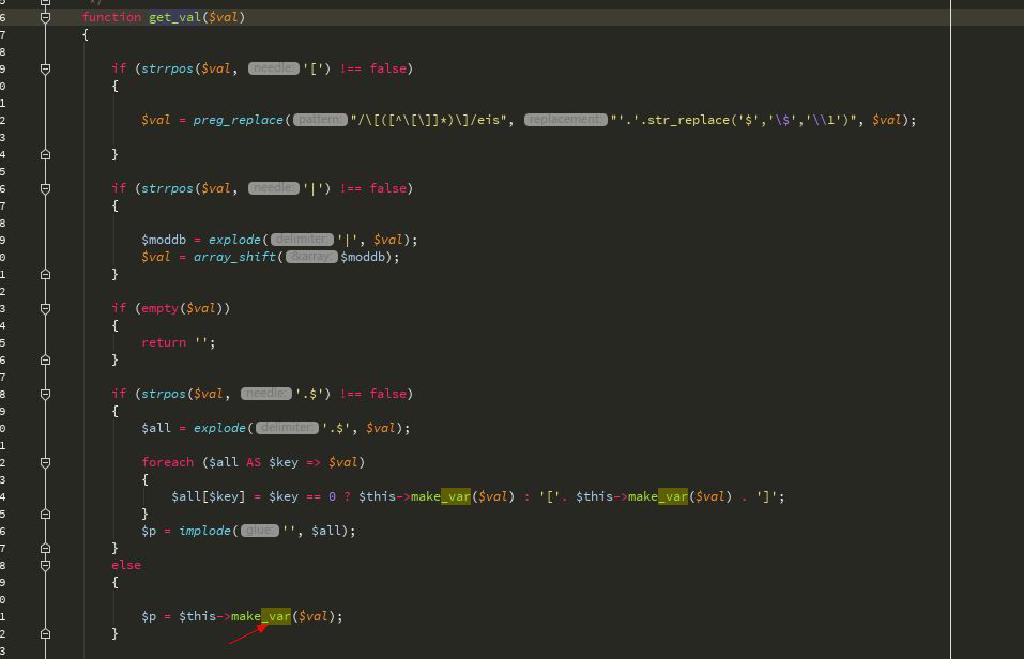 */
6 function get_val($val)
7 {
8
9 if (strrpos($val, needle: '[') !== false)
0 {
1
2 $val = preg_replace( pattern: "/\[([^\[\]]*)\]/eis", replacement: "'.'.str_replace('$','\$','\\1')", $val);
3
4 }
5
6 if (strrpos($val, needle: '|') !== false)
7 {
8
9 $moddb = explode( delimiter: '|', $val);
0 $val = array_shift( &array: $moddb);
1 }
2
3 if (empty($val))
4 {
5 return '';
6 }
7
8 if (strpos($val, needle: '.$') !== false)
9 {
0 $all = explode( delimiter: '.$', $val);
1
2 foreach ($all AS $key => $val)
3 {
4 $all[$key] = $key == 0 ? $this->make_var($val) : '['. $this->make_var($val) . ']';
5 }
6 $p = implode( glue: '', $all);
7 }
8 else
9 {
0
1 $p = $this->make_var($val);
2 }
3